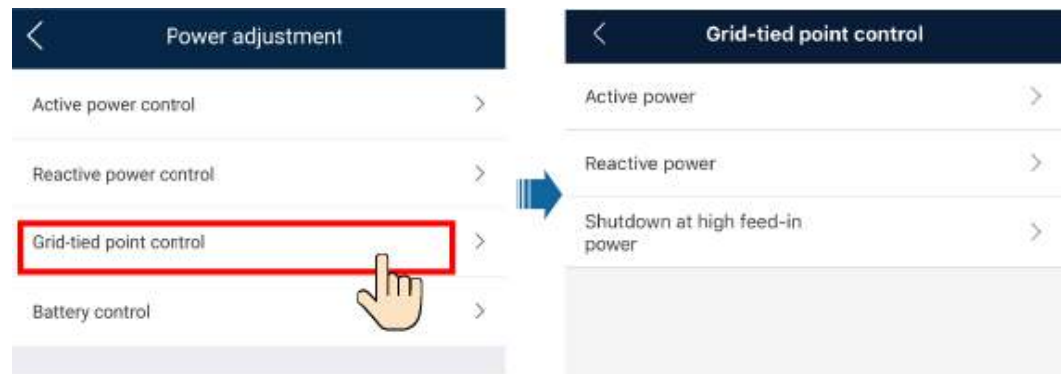 Power adjustment
Active power control
Reactive power control
Grid-tied point control
Battery control
Grid-tied point control
Active power
Reactive power
Shutdown at high feed-in
power